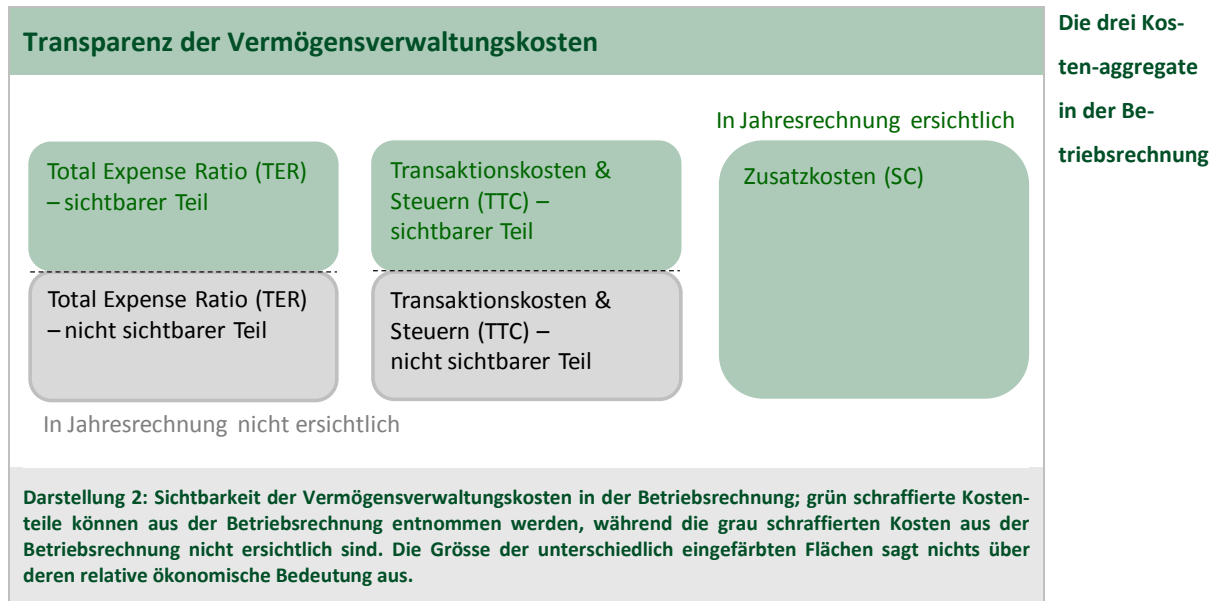 Transparenz der Vermögensverwaltungskosten
Die drei Kos-
ten-aggregate
in der Be-
triebsrechnung
In Jahresrechnung ersichtlich
Total Expense Ratio (TER)
– sichtbarer Teil
Transaktionskosten &
Steuern (TTC) –
sichtbarer Teil
Zusatzkosten (SC)
Total Expense Ratio (TER)
– nicht sichtbarer Teil
Transaktionskosten &
Steuern (TTC) –
nicht sichtbarer Teil
In Jahresrechnung nicht ersichtlich
Darstellung 2: Sichtbarkeit der Vermögensverwaltungskosten in der Betriebsrechnung; grün schraffierte Kosten-
teile können aus der Betriebsrechnung entnommen werden, während die grau schraffierten Kosten aus der
Betriebsrechnung nicht ersichtlich sind. Die Grösse der unterschiedlich eingefärbten Flächen sagt nichts über
deren relative ökonomische Bedeutung aus.